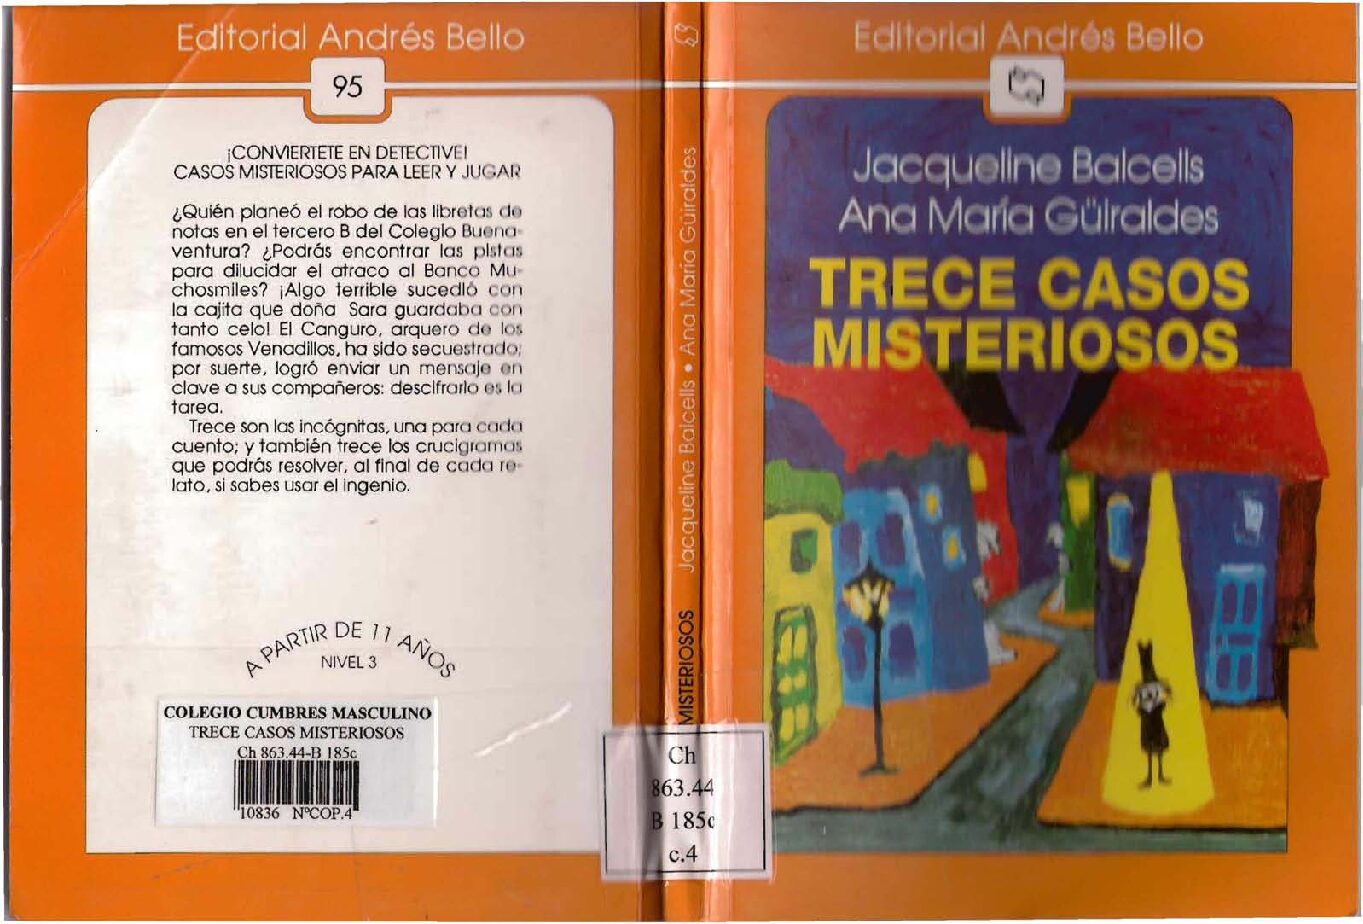 Editorial Andrés Bello
95
¡CONVIERTETE EN DETECTIVE!
CASOS MISTERIOSOS PARA LEER Y JUGAR
¿Quién planeó el robo de las libretas de
notas en el tercero B del Colegio Buena-
ventura? ¿Podrás encontrar las pistas
para dilucidar el atraco al Banco Mu-
chosmiles? ¡Algo terrible sucedió con
la cajita que doña Sara guardaba con
tanto celo! El Canguro, arquero de los
famosos Venadillos, ha sido secuestrado;
por suerte, logró enviar un mensaje en
clave a sus compañeros: descifrarlo es la
tarea.
Trece son las incógnitas, una para cada
cuento; y también trece los crucigramas
que podrás resolver, al final de cada re-
lato, si sabes usar el ingenio.
A PARTIR DE 11 AÑOS
NIVEL 3
COLEGIO CUMBRES MASCULINO
TRECE CASOS MISTERIOSOS
Ch 863.44-B 185c
10836 N°COP.4
Jacqueline Balcells • Ana María Güiraldes
MISTERIOSOS
Ch
863.44
B 185c
c.4
Editorial Andrés Bello
Jacqueline Balcells
Ana María Güiraldes
TRECE CASOS
MISTERIOSOS